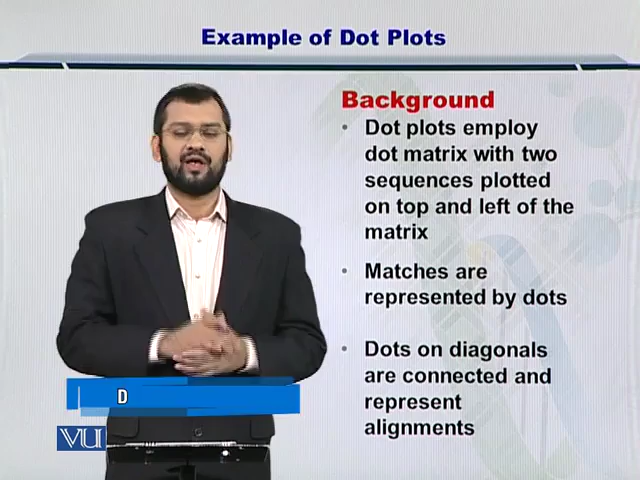 Example of Dot Plots
Background
• Dot plots employ
dot matrix with two
sequences plotted
on top and left of the
matrix
• Matches are
represented by dots
• Dots on diagonals
are connected and
represent
alignments
D
VU